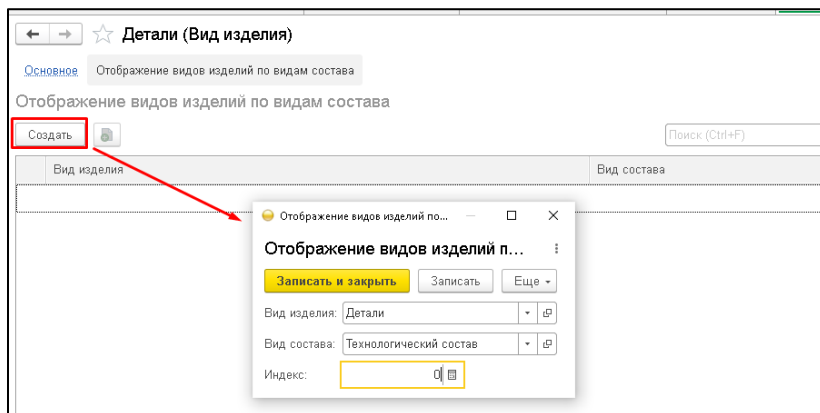 Детали (Вид изделия)
Основное Отображение видов изделий по видам состава
Отображение видов изделий по видам состава
Создать Поиск (Ctrl+F)
Вид изделия Вид состава
Отображение видов изделий по...
Отображение видов изделий п...
Записать и закрыть Записать Еще
Вид изделия: Детали
Вид состава: Технологический состав
Индекс: 0